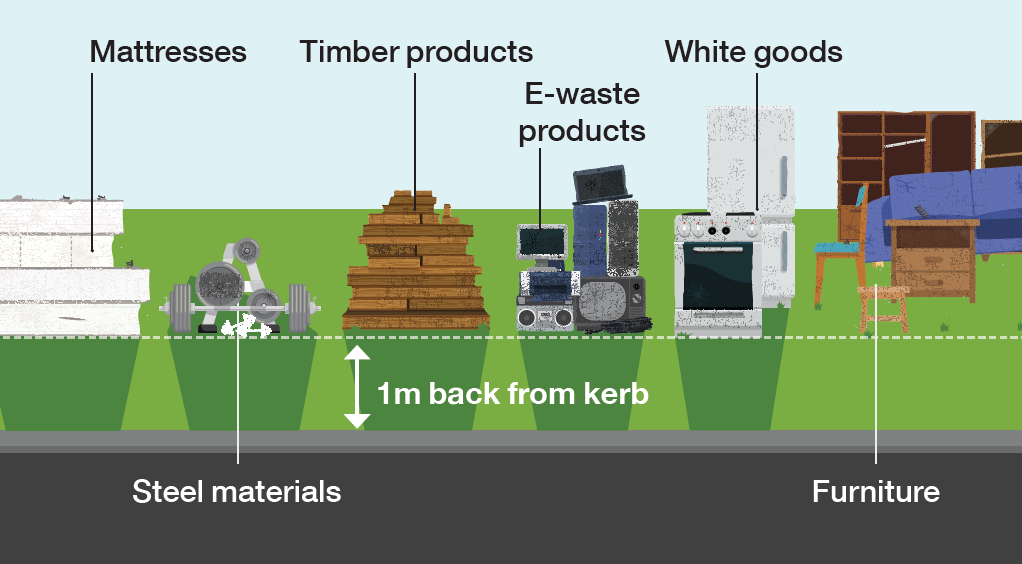 Mattresses
Timber products
White goods
E-waste
products
1m back from kerb
Steel materials
Furniture